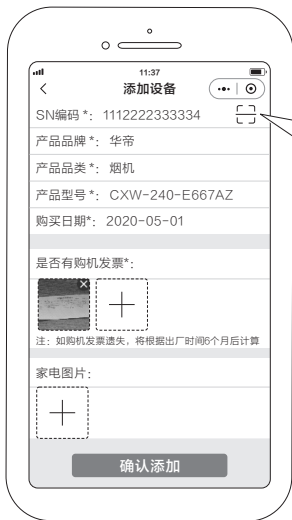 11:37
添加设备
SN编码*：1112222333334
产品品牌*：华帝
产品品类*：烟机
产品型号*：CXW-240-E667AZ
购买日期*：2020-05-01
是否有购机发票*：
注：如购机发票遗失，将根据出厂时间6个月后计算
家电图片：
确认添加